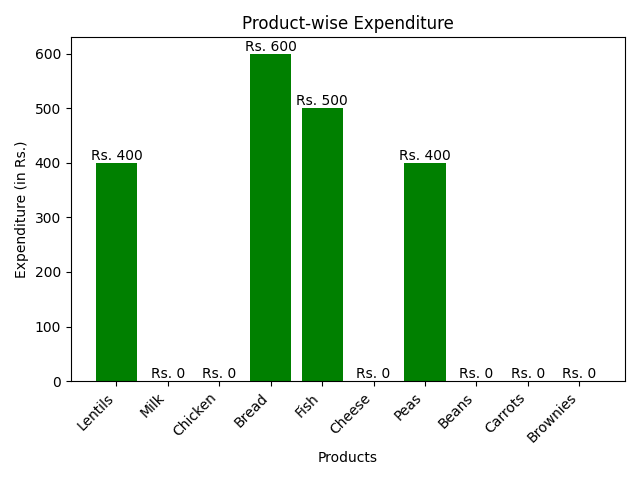 Product-wise Expenditure
Expenditure (in Rs.)
600
500
400
300
200
100
0
Rs. 400
Rs. 0
Rs. 0
Rs. 600
Rs. 500
Rs. 0
Rs. 400
Rs. 0
Rs. 0
Rs. 0
Lentils
Milk
Chicken
Bread
Fish
Cheese
Peas
Beans
Carrots
Brownies
Products